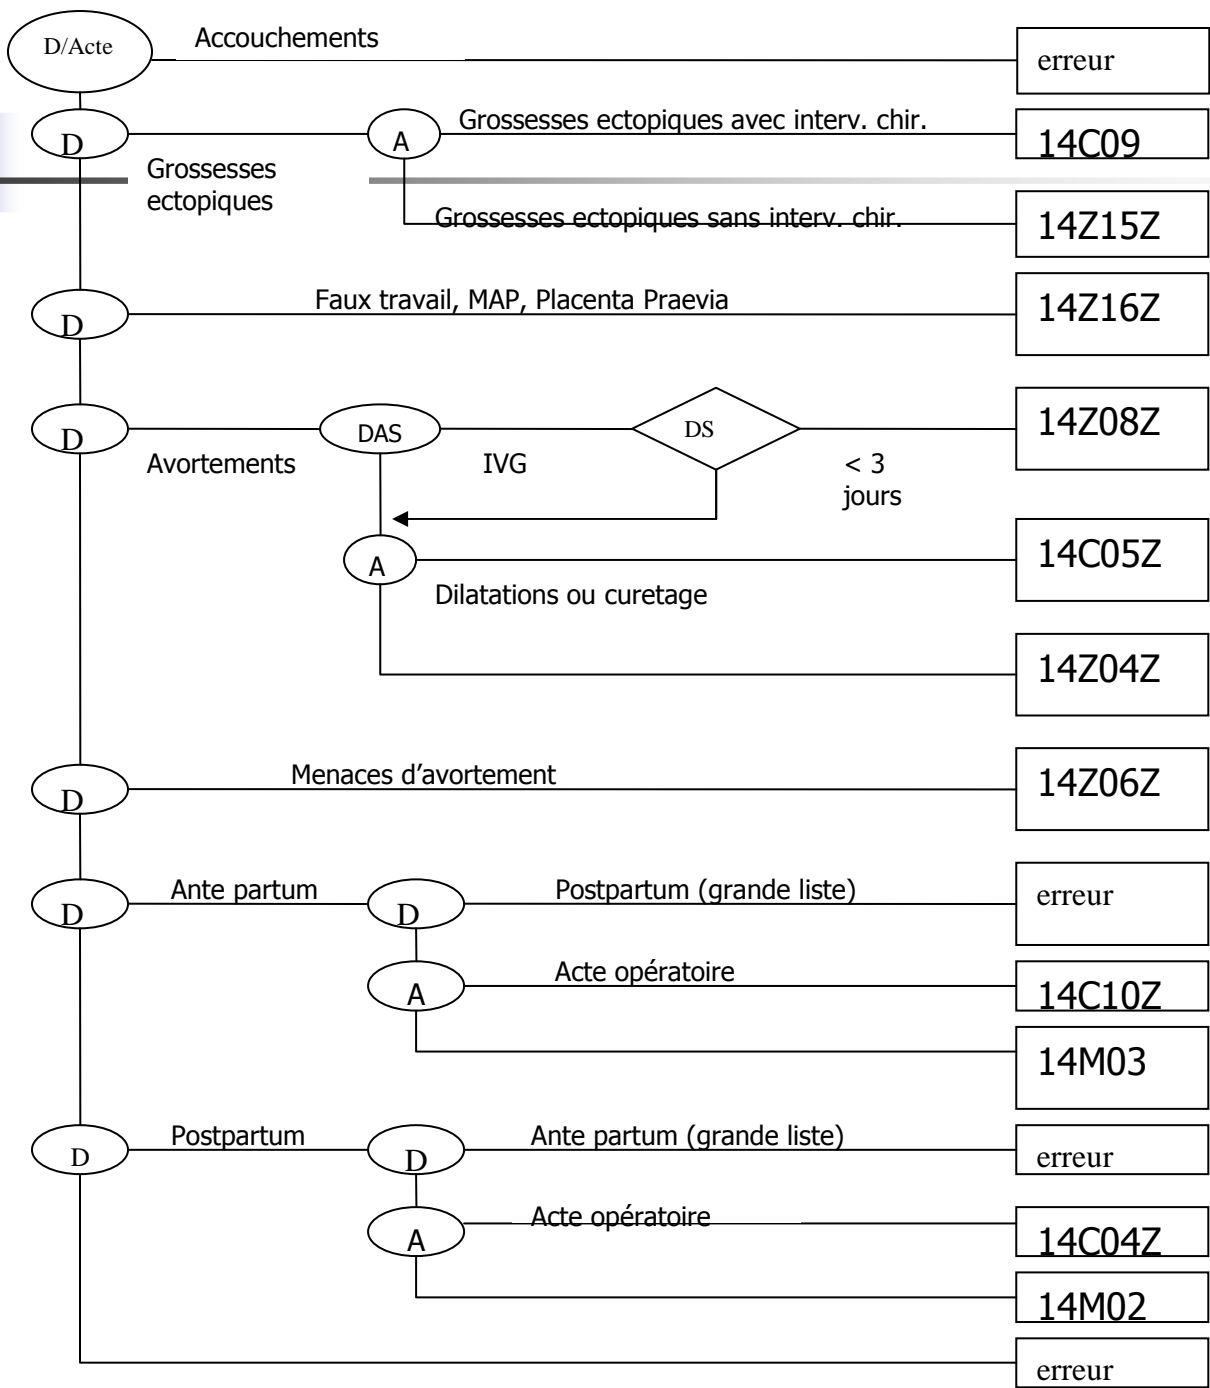 D/Acte
Accouchements
erreur
D
A
Grossesses ectopiques avec interv. chir.
14C09
Grossesses
ectopiques
Grossesses ectopiques sans interv. chir.
14Z15Z
D
Faux travail, MAP, Placenta Praevia
14Z16Z
D
DAS
DS
14Z08Z
Avortements
IVG
< 3
jours
A
14C05Z
Dilatations ou curetage
14Z04Z
D
Menaces d'avortement
14Z06Z
D
Ante partum
D
Postpartum (grande liste)
erreur
A
Acte opératoire
14C10Z
14M03
D
Postpartum
D
Ante partum (grande liste)
erreur
A
Acte opératoire
14C04Z
14M02
erreur